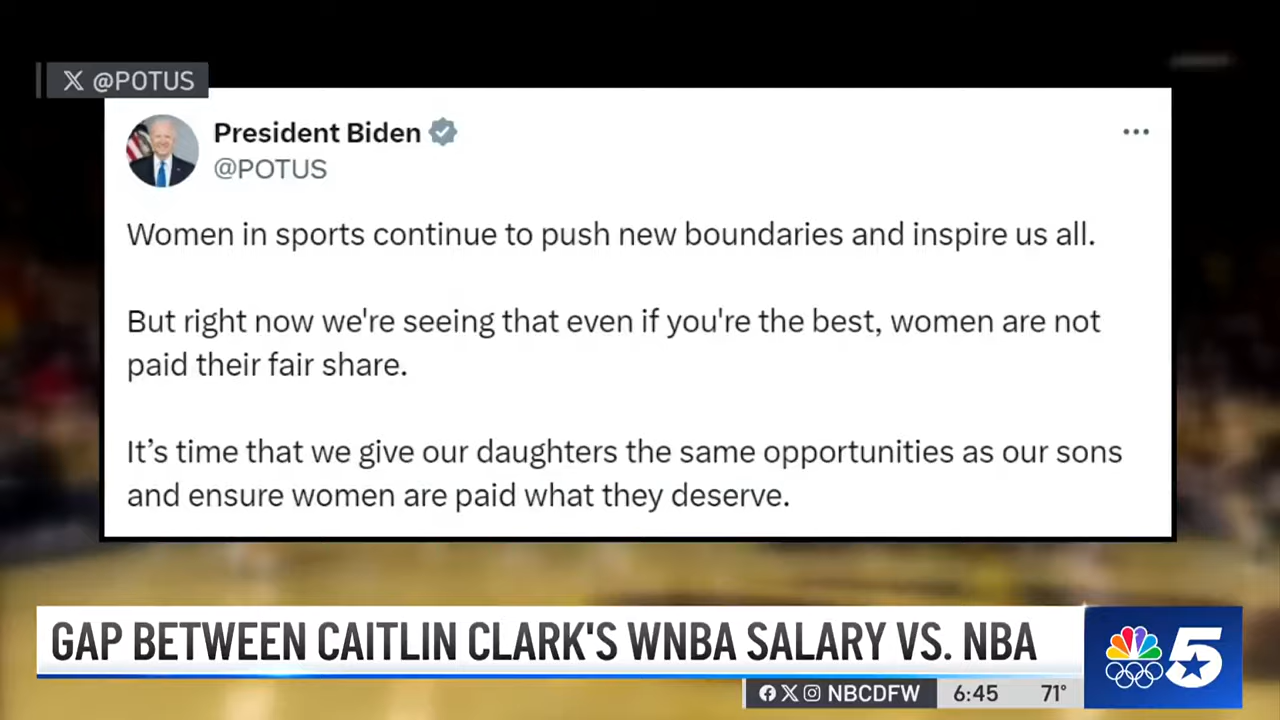 X @POTUS
President Biden
@POTUS
Women in sports continue to push new boundaries and inspire us all.
But right now we're seeing that even if you're the best, women are not
paid their fair share.
It’s time that we give our daughters the same opportunities as our sons
and ensure women are paid what they deserve.
GAP BETWEEN CAITLIN CLARK'S WNBA SALARY VS. NBA
5
NBCDFW 6:45 71°